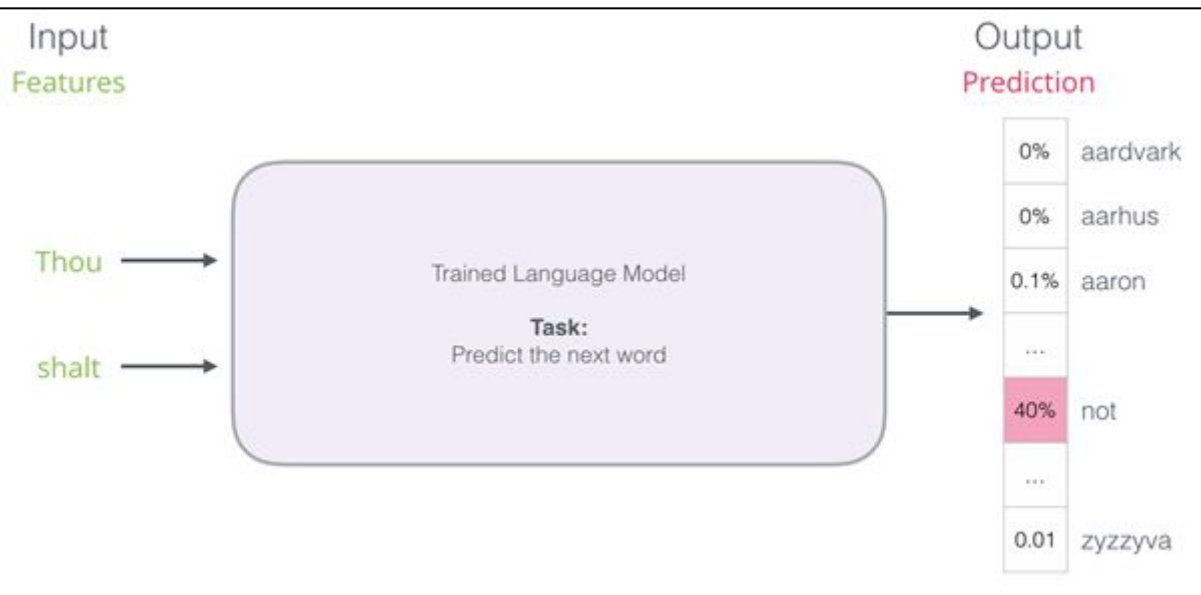 Input
Features
Thou
shalt
Trained Language Model
Task:
Predict the next word
Output
Prediction
0% aardvark
0% aarhus
0.1% aaron
...
40% not
...
0.01 zyzzyva